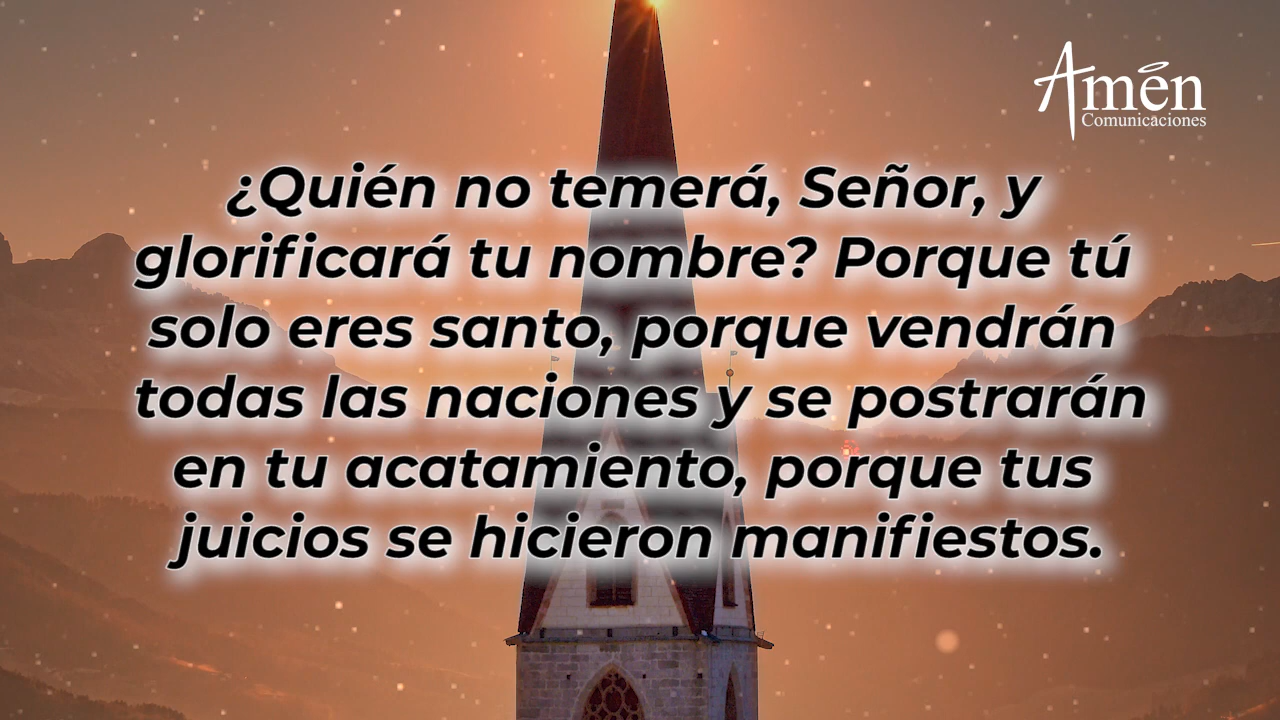 Amén
Comunicaciones
¿Quién no temerá, Señor, y
glorificará tu nombre? Porque tú
solo eres santo, porque vendrán
todas las naciones y se postrarán
en tu acatamiento, porque tus
juicios se hicieron manifiestos.